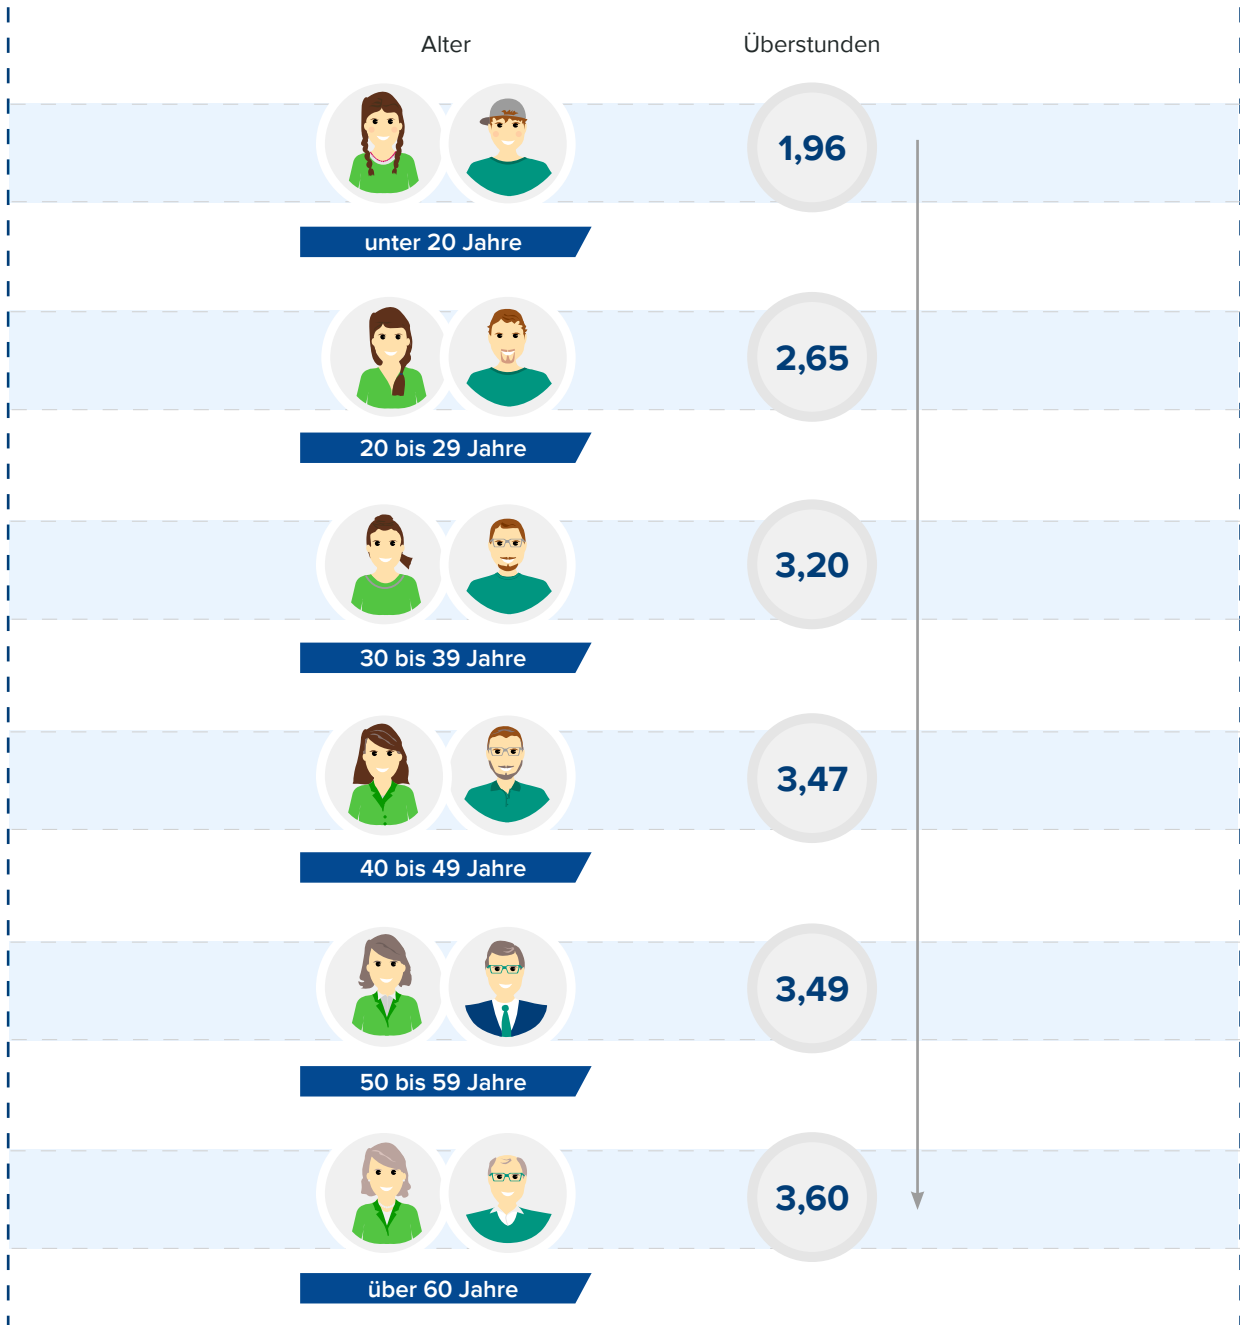 Alter Überstunden
1,96
unter 20 Jahre
2,65
20 bis 29 Jahre
3,20
30 bis 39 Jahre
3,47
40 bis 49 Jahre
3,49
50 bis 59 Jahre
3,60
über 60 Jahre